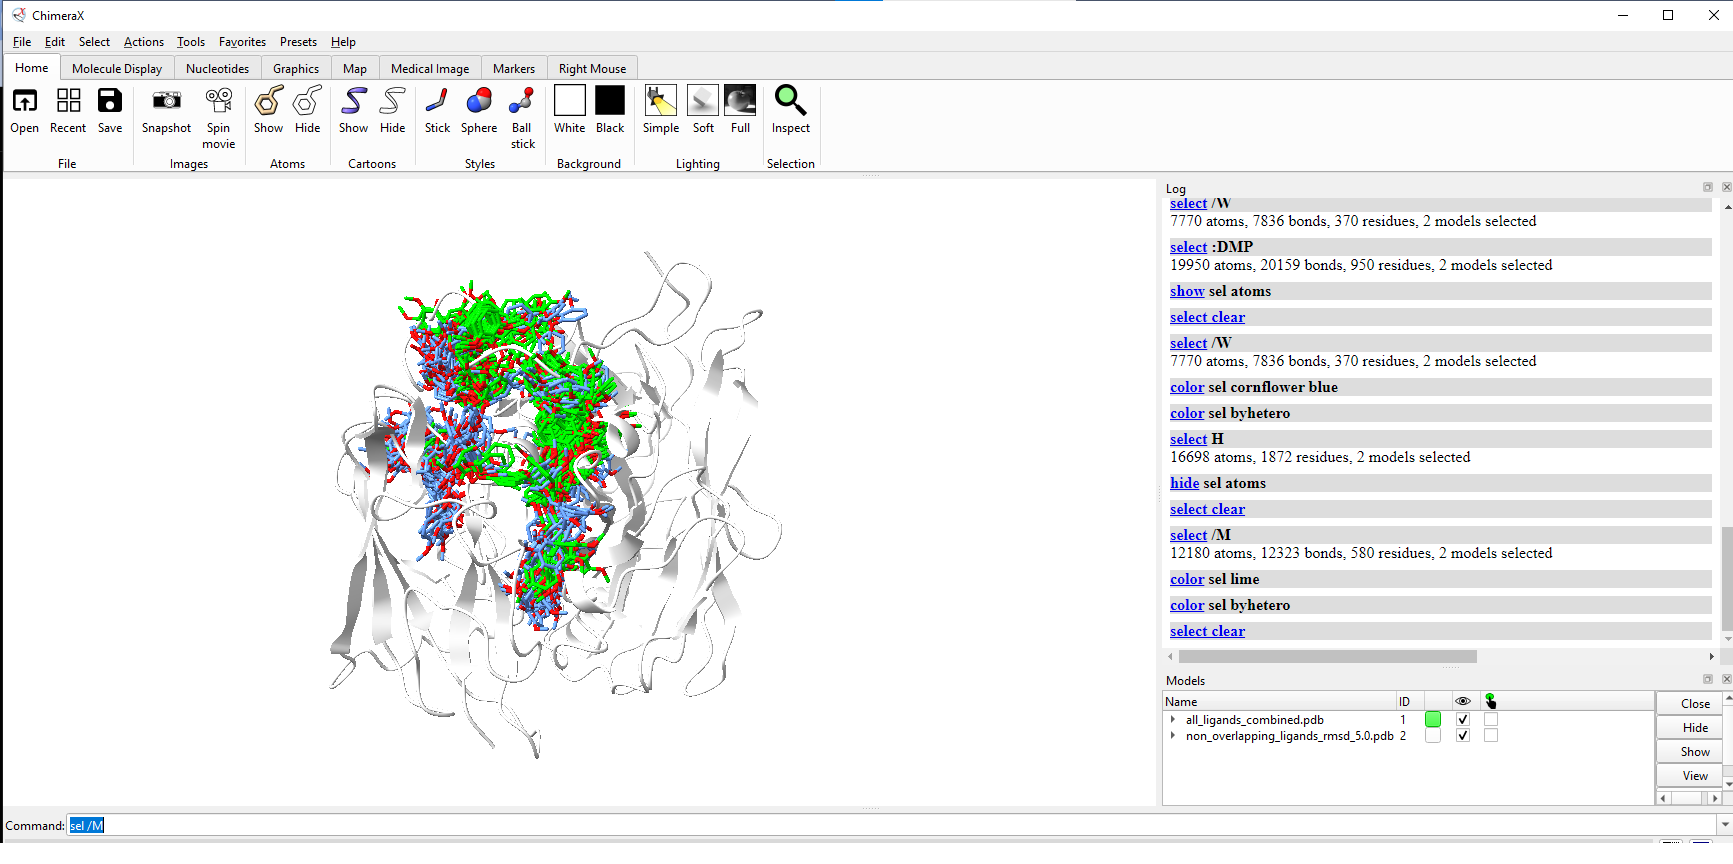 ChimeraX
File Edit Select Actions Tools Favorites Presets Help
Home Molecule Display Nucleotides Graphics Map Medical Image Markers Right Mouse
Open Recent Save Snapshot Spin movie Show Hide Show Hide Stick Sphere Ball stick White Black Simple Soft Full Inspect
File Images Atoms Cartoons Styles Background Lighting Selection
Log
select /W
7770 atoms, 7836 bonds, 370 residues, 2 models selected
select :DMP
19950 atoms, 20159 bonds, 950 residues, 2 models selected
show sel atoms
select clear
select /W
7770 atoms, 7836 bonds, 370 residues, 2 models selected
color sel cornflower blue
color sel byhetero
select H
16698 atoms, 1872 residues, 2 models selected
hide sel atoms
select clear
select /M
12180 atoms, 12323 bonds, 580 residues, 2 models selected
color sel lime
color sel byhetero
select clear
Models
Name ID
all_ligands_combined.pdb 1
non_overlapping_ligands_rmsd_5.0.pdb 2
Close
Hide
Show
View
Command: sel /M